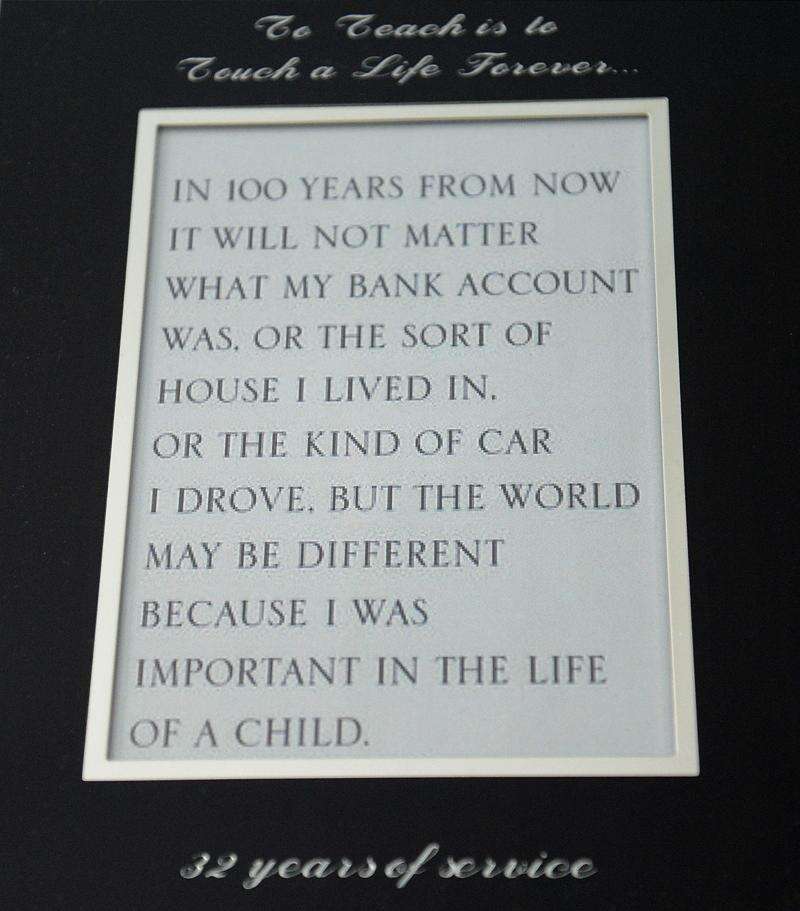 To Teach is to
Touch a Life Forever...
IN 100 YEARS FROM NOW
IT WILL NOT MATTER
WHAT MY BANK ACCOUNT
WAS, OR THE SORT OF
HOUSE I LIVED IN,
OR THE KIND OF CAR
I DROVE, BUT THE WORLD
MAY BE DIFFERENT
BECAUSE I WAS
IMPORTANT IN THE LIFE
OF A CHILD.
32 years of service